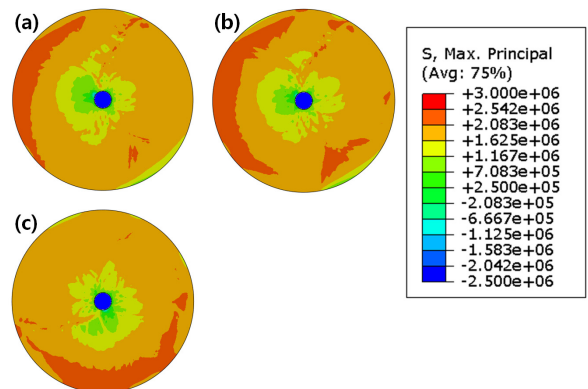 (a)
(b)
(c)
S, Max. Principal
(Avg: 75%)
+3.000e+06
+2.542e+06
+2.083e+06
+1.625e+06
+1.167e+06
+7.083e+05
+2.500e+05
-2.083e+05
-6.667e+05
-1.125e+06
-1.583e+06
-2.042e+06
-2.500e+06